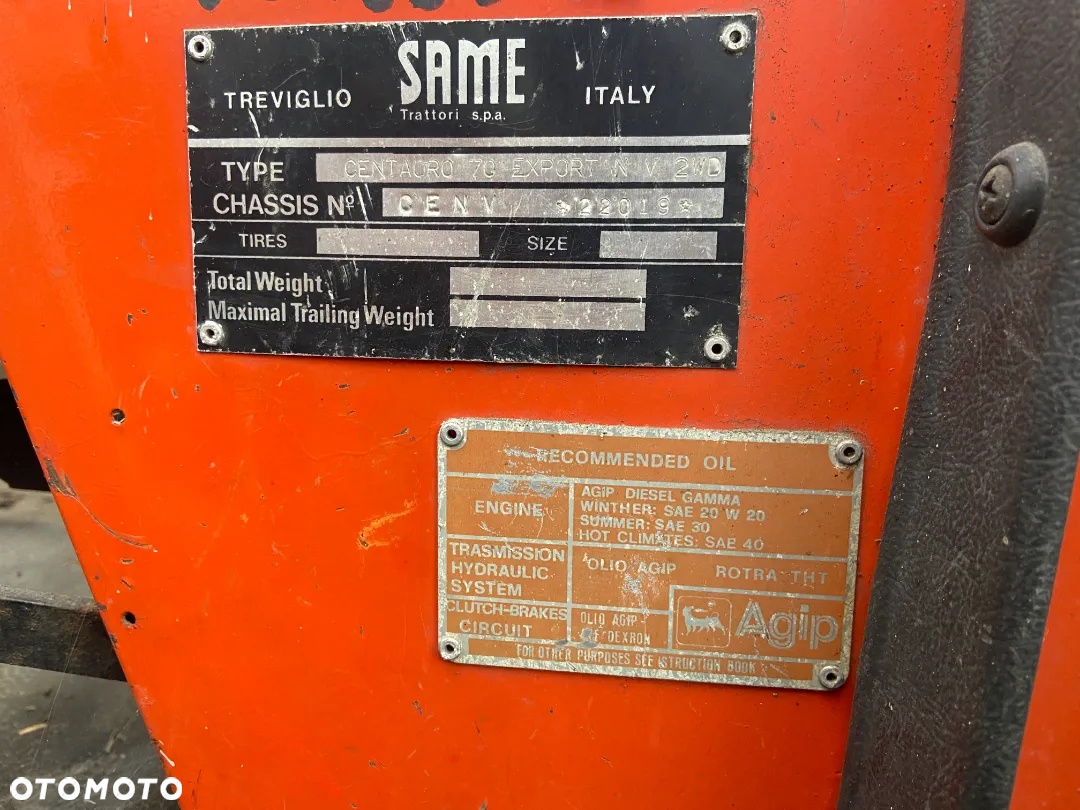 SAME
TREVIGLIO ITALY
Trattori s.p.a.
TYPE CENTAURO 70 EXPORT N V 2WD
CHASSIS Nº CENV *22019*
TIRES SIZE
Total Weight
Maximal Trailing Weight
RECOMMENDED OIL
ENGINE
AGIP DIESEL GAMMA
WINTHER: SAE 20 W 20
SUMMER: SAE 30
HOT CLIMATES: SAE 40
TRASMISSION
HYDRAULIC
SYSTEM
OLIO AGIP ROTRA THT
CLUTCH-BRAKES
CIRCUIT
OLIO AGIP
DEXRON
Agip
FOR OTHER PURPOSES SEE ISTRUCTION BOOK
OTOMOTO